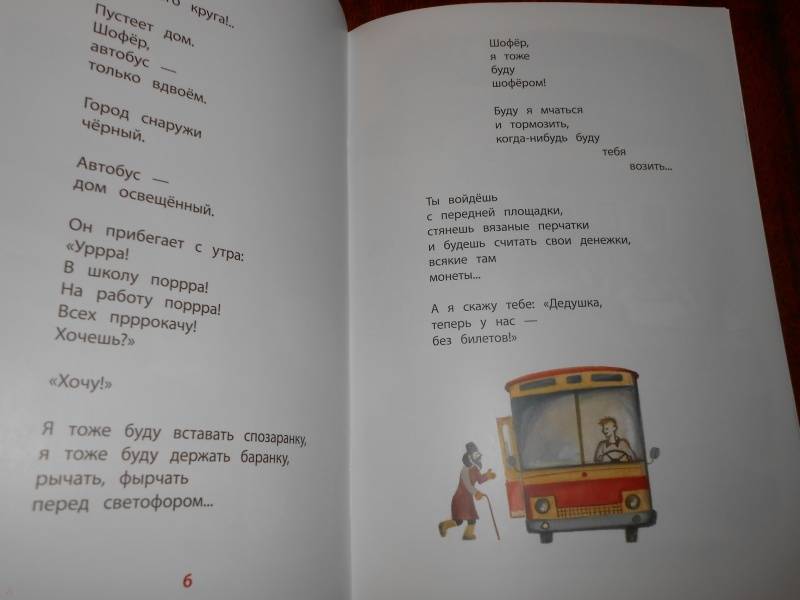 круга!..
Пустеет дом.
Шофёр,
автобус —
только вдвоём.
Город снаружи
чёрный.
Автобус —
дом освещённый.
Он прибегает с утра:
«Уррра!
В школу поррра!
На работу поррра!
Всех прррокачу!
Хочешь?»
«Хочу!»
Я тоже буду вставать спозаранку,
я тоже буду держать баранку,
рычать, фырчать
перед светофором...
6
Шофёр,
я тоже
буду
шофёром!
Буду я мчаться
и тормозить,
когда-нибудь буду
тебя
возить...
Ты войдёшь
с передней площадки,
стянешь вязаные перчатки
и будешь считать свои денежки,
всякие там
монеты...
А я скажу тебе: «Дедушка,
теперь у нас —
без билетов!»